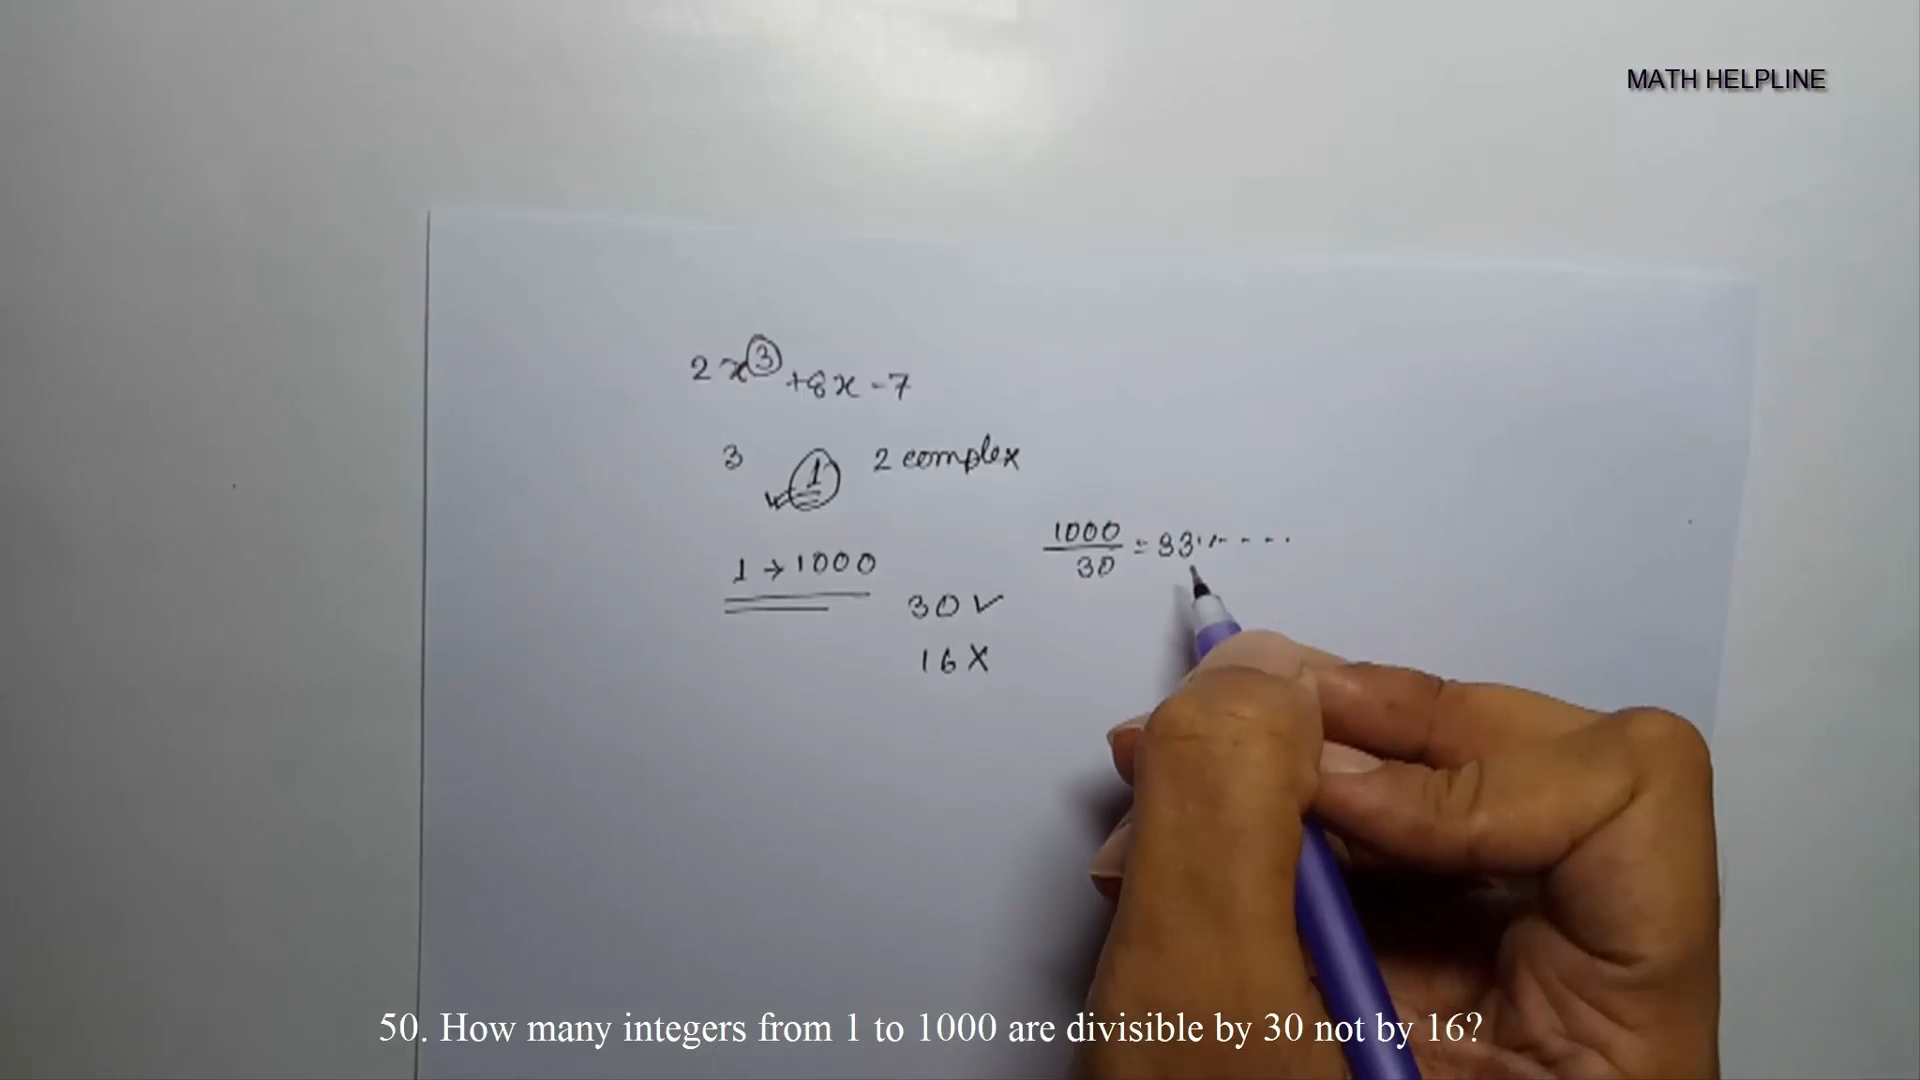 MATH HELPLINE
2x³+8x-7
3 1 2 complex
1→1000
30✓
16X
1000/30=33.....
50. How many integers from 1 to 1000 are divisible by 30 not by 16?